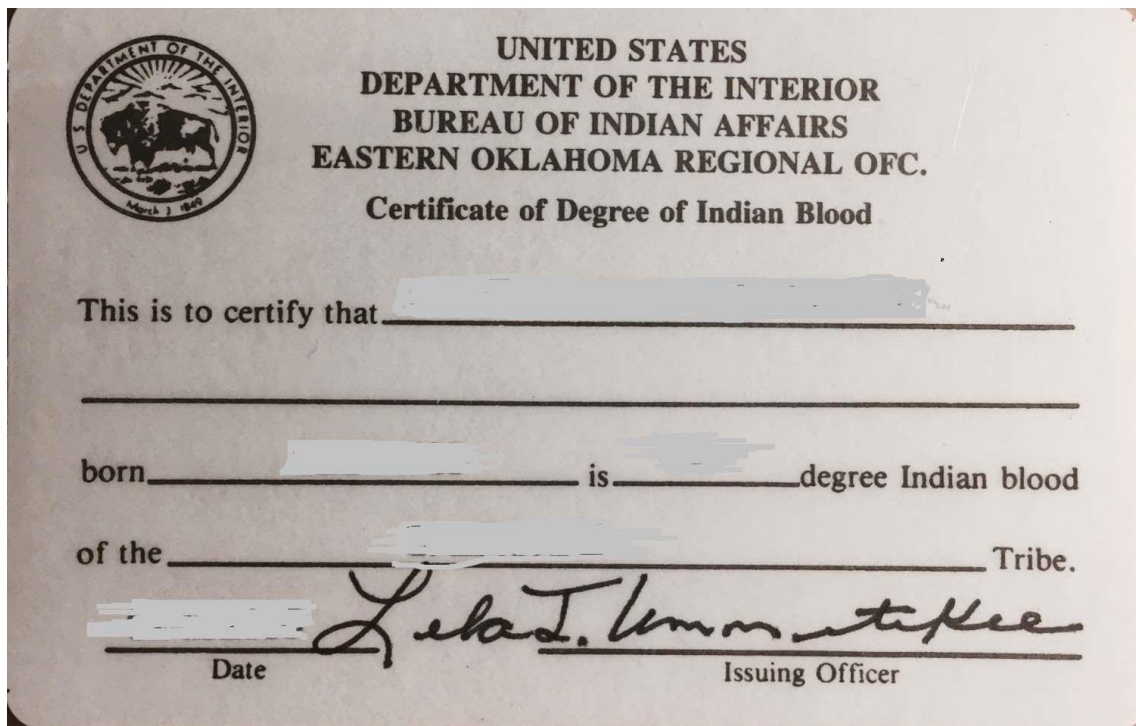 U.S. DEPARTMENT OF THE INTERIOR
March 3 1849
UNITED STATES
DEPARTMENT OF THE INTERIOR
BUREAU OF INDIAN AFFAIRS
EASTERN OKLAHOMA REGIONAL OFC.
Certificate of Degree of Indian Blood
This is to certify that
born is degree Indian blood
of the Tribe.
Lela T.
Date Issuing Officer